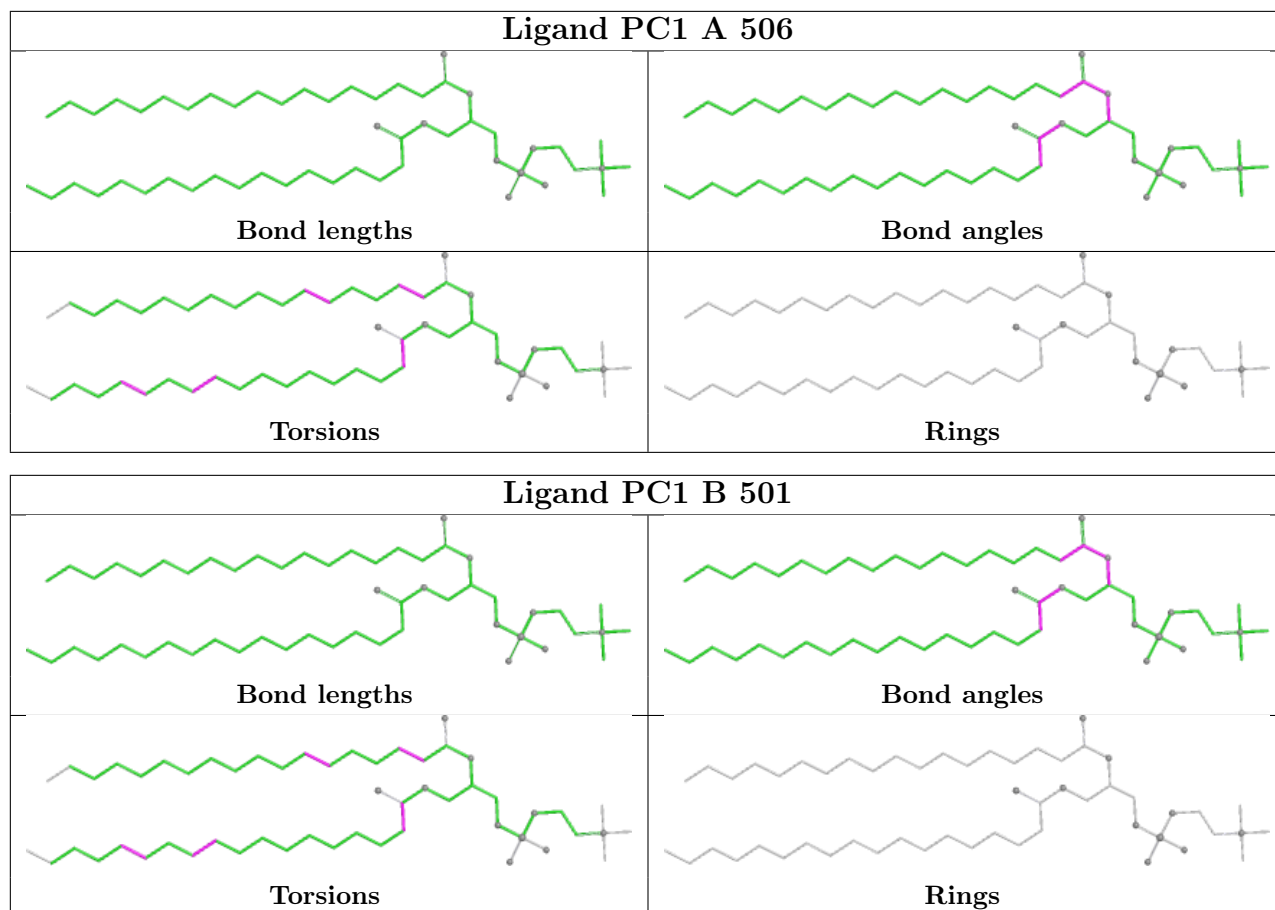 Ligand PC1 A 506
Bond lengths
Bond angles
Torsions
Rings
Ligand PC1 B 501
Bond lengths
Bond angles
Torsions
Rings